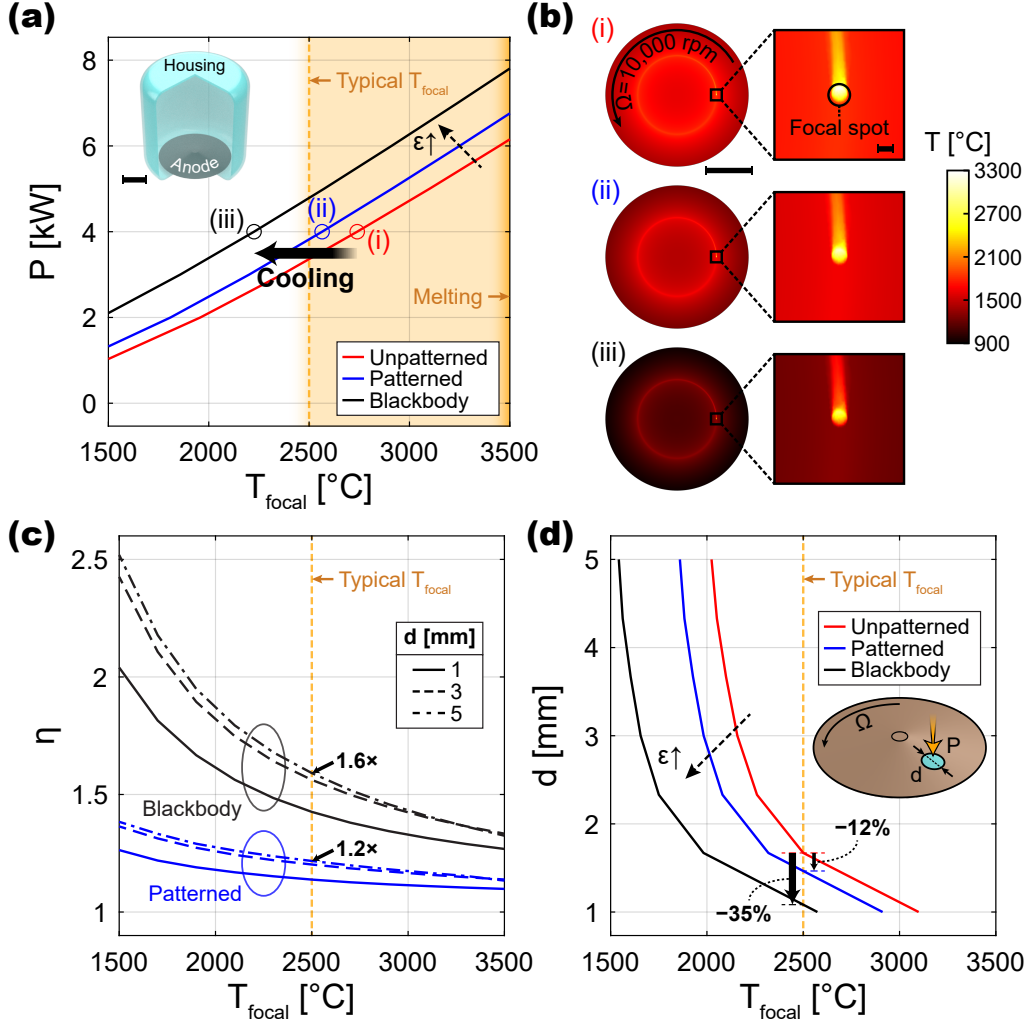 (a)
P [kW]
8
6
4
2
0
Housing
Anode
Typical T_focal
ε↑
(iii)
(ii)
(i)
Cooling
Melting
Unpatterned
Patterned
Blackbody
1500
2000
2500
3000
3500
T_focal [°C]
(b)
(i)
Ω=10,000 rpm
Focal spot
(ii)
(iii)
T [°C]
3300
2700
2100
1500
900
(c)
η
2.5
2
1.5
1
Typical T_focal
d [mm]
1
3
5
1.6×
Blackbody
1.2×
Patterned
1500
2000
2500
3000
3500
T_focal [°C]
(d)
d [mm]
5
4
3
2
1
Typical T_focal
Unpatterned
Patterned
Blackbody
Ω
P
d
ε↑
−12%
−35%
1500
2000
2500
3000
3500
T_focal [°C]